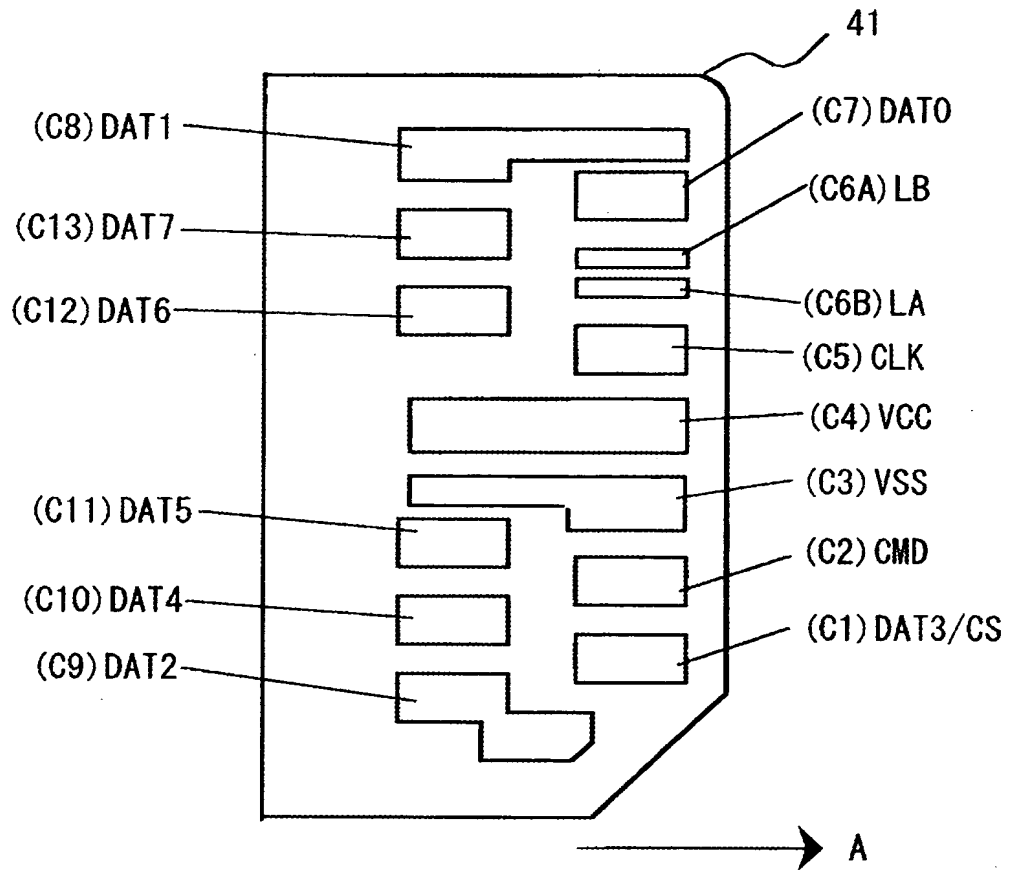 41
(C8)DAT1
(C7)DAT0
(C6A)LB
(C13)DAT7
(C6B)LA
(C12)DAT6
(C5)CLK
(C4)VCC
(C3)VSS
(C11)DAT5
(C2)CMD
(C10)DAT4
(C1)DAT3/CS
(C9)DAT2
A